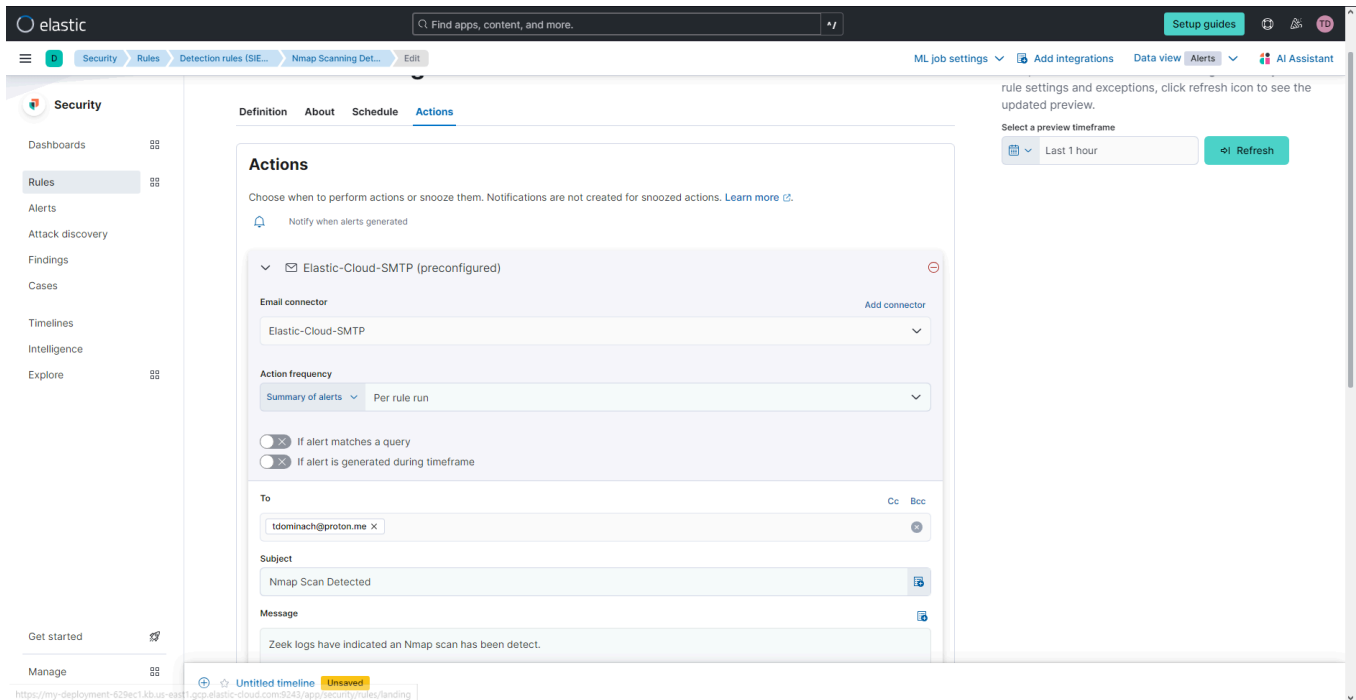 elastic
Find apps, content, and more.
^/
Setup guides
TD
D
Security
Rules
Detection rules (SIE...
Nmap Scanning Det...
Edit
ML job settings
Add integrations
Data view
Alerts
AI Assistant
Security
Dashboards
Rules
Alerts
Attack discovery
Findings
Cases
Timelines
Intelligence
Explore
Get started
Manage
Definition
About
Schedule
Actions
Actions
Choose when to perform actions or snooze them. Notifications are not created for snoozed actions. Learn more.
Notify when alerts generated
Elastic-Cloud-SMTP (preconfigured)
Email connector
Add connector
Elastic-Cloud-SMTP
Action frequency
Summary of alerts
Per rule run
If alert matches a query
If alert is generated during timeframe
To
Cc
Bcc
tdominach@proton.me
Subject
Nmap Scan Detected
Message
Zeek logs have indicated an Nmap scan has been detect.
rule settings and exceptions, click refresh icon to see the
updated preview.
Select a preview timeframe
Last 1 hour
Refresh
Untitled timeline
Unsaved
https://my-deployment-629ec1.kb.us-east1.gcp.elastic-cloud.com:9243/app/security/rules/landing